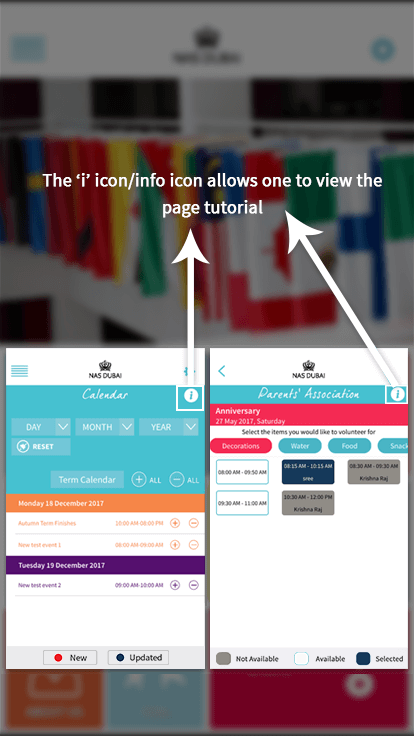 NAS DUBAI
The ‘i’ icon/info icon allows one to view the
page tutorial
NAS DUBAI
Calendar
DAY MONTH YEAR
RESET
Term Calendar + ALL − ALL
Monday 18 December 2017
Autumn Term Finishes 10:00 AM-08:00 PM
New test event 1 08:00 AM-09:00 AM
Tuesday 19 December 2017
New test event 2 09:00 AM-10:00 AM
New Updated
NAS DUBAI
Parents' Association
Anniversary
27 May 2017, Saturday
Select the items you would like to volunteer for
Decorations Water Food Snac
08:00 AM - 09:50 AM
08:15 AM - 10:15 AM
sree
08:30 AM - 09:30 AM
Krishna Raj
09:30 AM - 11:00 AM
10:30 AM - 12:00 PM
Krishna Raj
Not Available Available Selected
ABOUT US